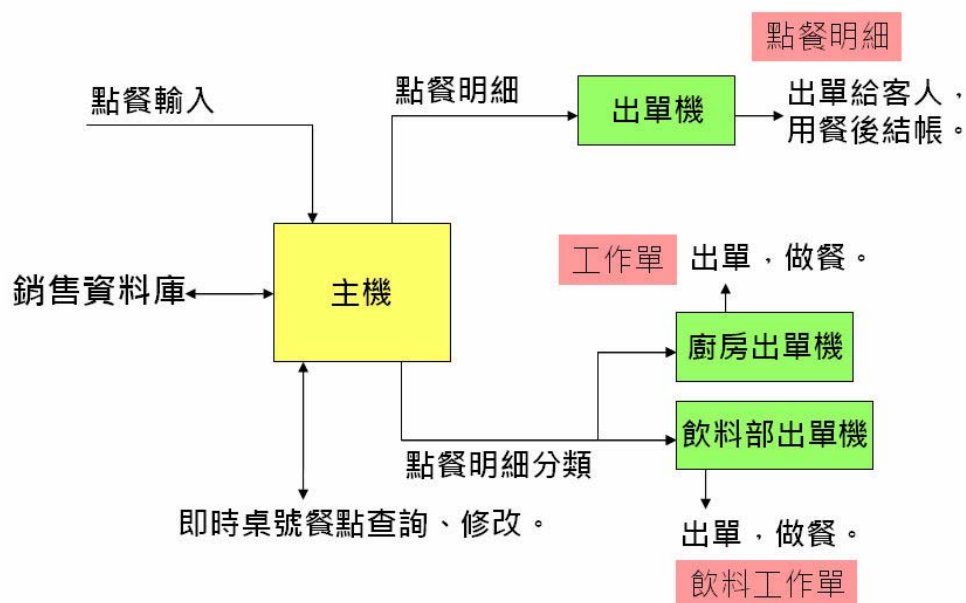 點餐明細
點餐輸入
點餐明細
出單機
出單給客人，
用餐後結帳。
工作單
出單，做餐。
銷售資料庫
主機
廚房出單機
飲料部出單機
點餐明細分類
即時桌號餐點查詢、修改。
出單，做餐。
飲料工作單